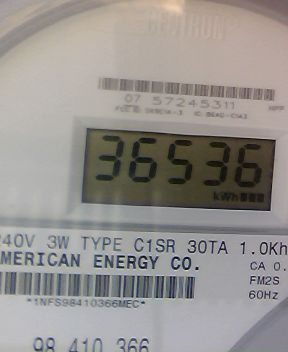 CENTRON
07 57245311
36536
kWh
240V 3W TYPE C1SR 30TA 1.0Kh
AMERICAN ENERGY CO.
CA 0.
FM2S
60Hz
*1NFS98410366MEC*
98 410 366